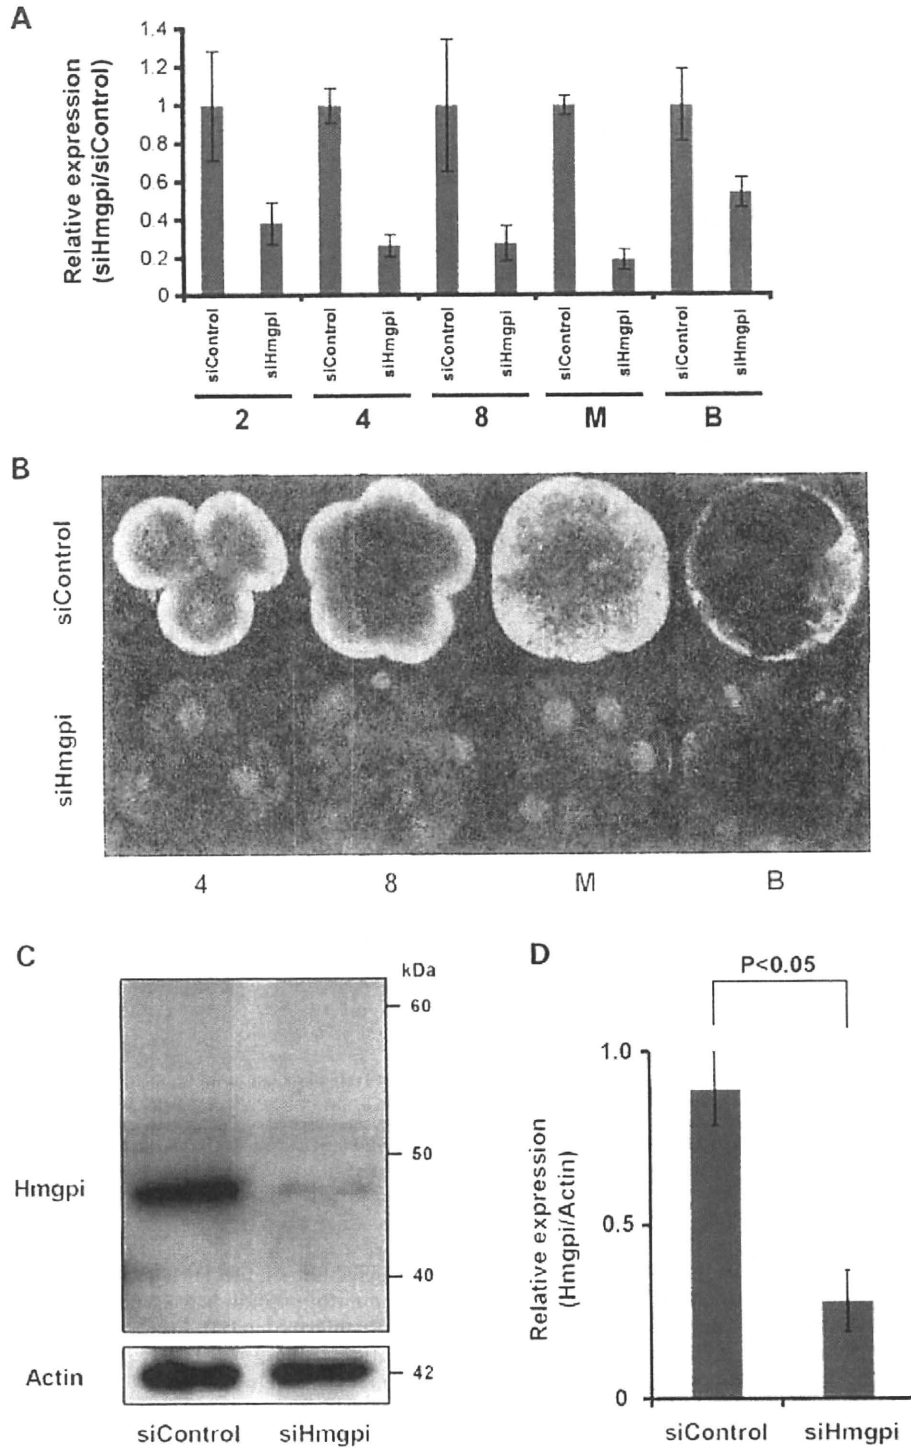 A
Relative expression
(siHmgpi/siControl)
1.4
1.2
1
0.8
0.6
0.4
0.2
0
siControl
siHmgpi
siControl
siHmgpi
siControl
siHmgpi
siControl
siHmgpi
siControl
siHmgpi
2
4
8
M
B
B
siControl
siHmgpi
4
8
M
B
C
kDa
60
50
Hmgpi
40
Actin
42
siControl
siHmgpi
D
P<0.05
Relative expression
(Hmgpi/Actin)
1.0
0.5
0
siControl
siHmgpi